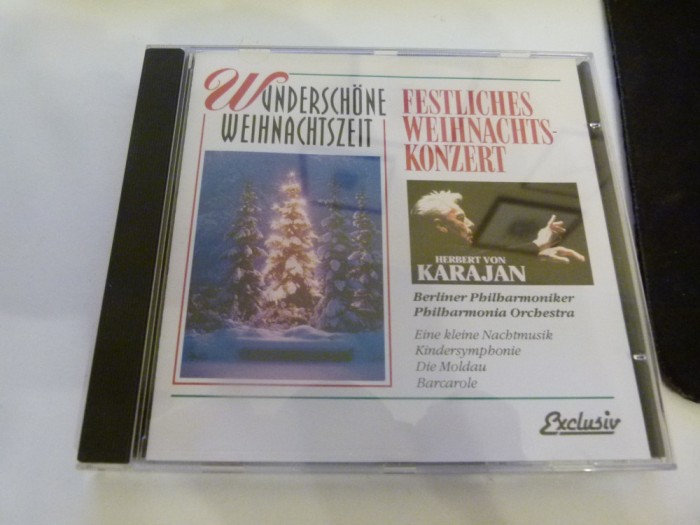 WUNDERSCHÖNE
WEIHNACHTSZEIT
FESTLICHES
WEIHNACHTS-
KONZERT
HERBERT VON
KARAJAN
Berliner Philharmoniker
Philharmonia Orchestra
Eine kleine Nachtmusik
Kindersymphonie
Die Moldau
Barcarole
Exclusiv